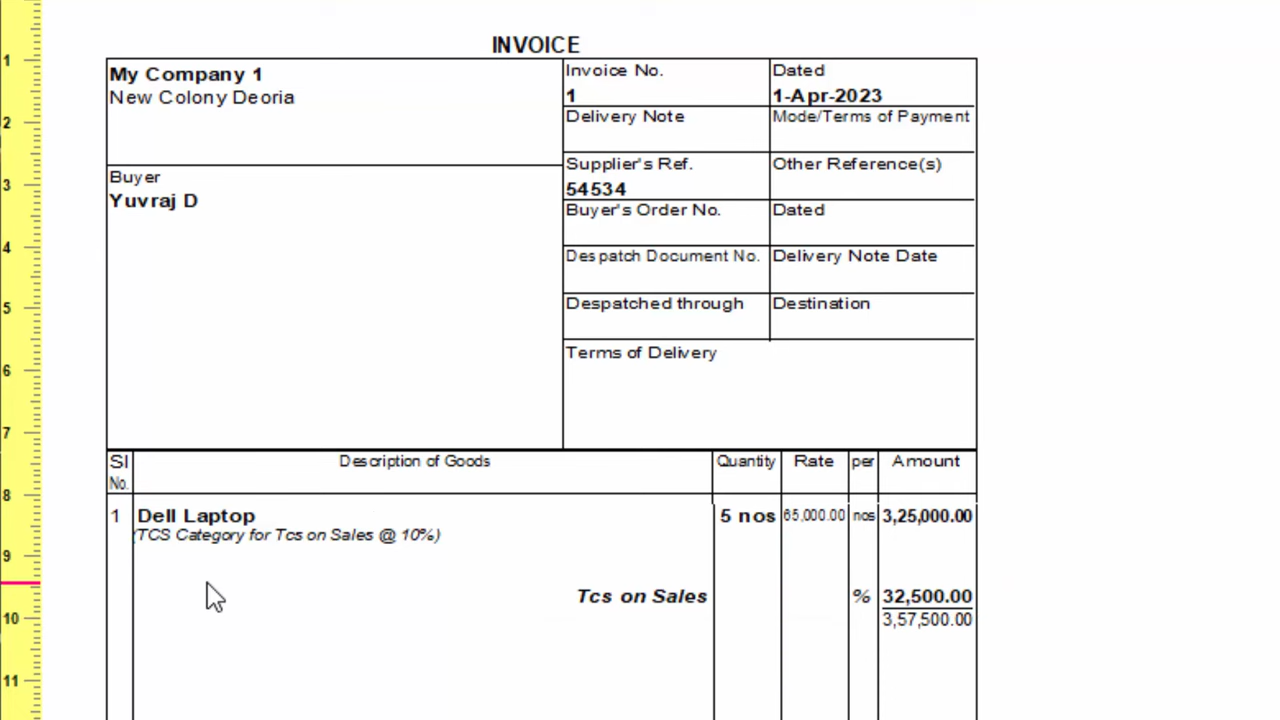 INVOICE
My Company 1
New Colony Deoria
Invoice No.
1
Dated
1-Apr-2023
Delivery Note
Mode/Terms of Payment
Supplier's Ref.
54534
Other Reference(s)
Buyer
Yuvraj D
Buyer's Order No.
Dated
Despatch Document No.
Delivery Note Date
Despatched through
Destination
Terms of Delivery
Sl No.
Description of Goods
Quantity
Rate
per
Amount
1 Dell Laptop 5 nos 65,000.00 nos 3,25,000.00
(TCS Category for Tcs on Sales @ 10%)
Tcs on Sales % 32,500.00
3,57,500.00
1
2
3
4
5
6
7
8
9
10
11